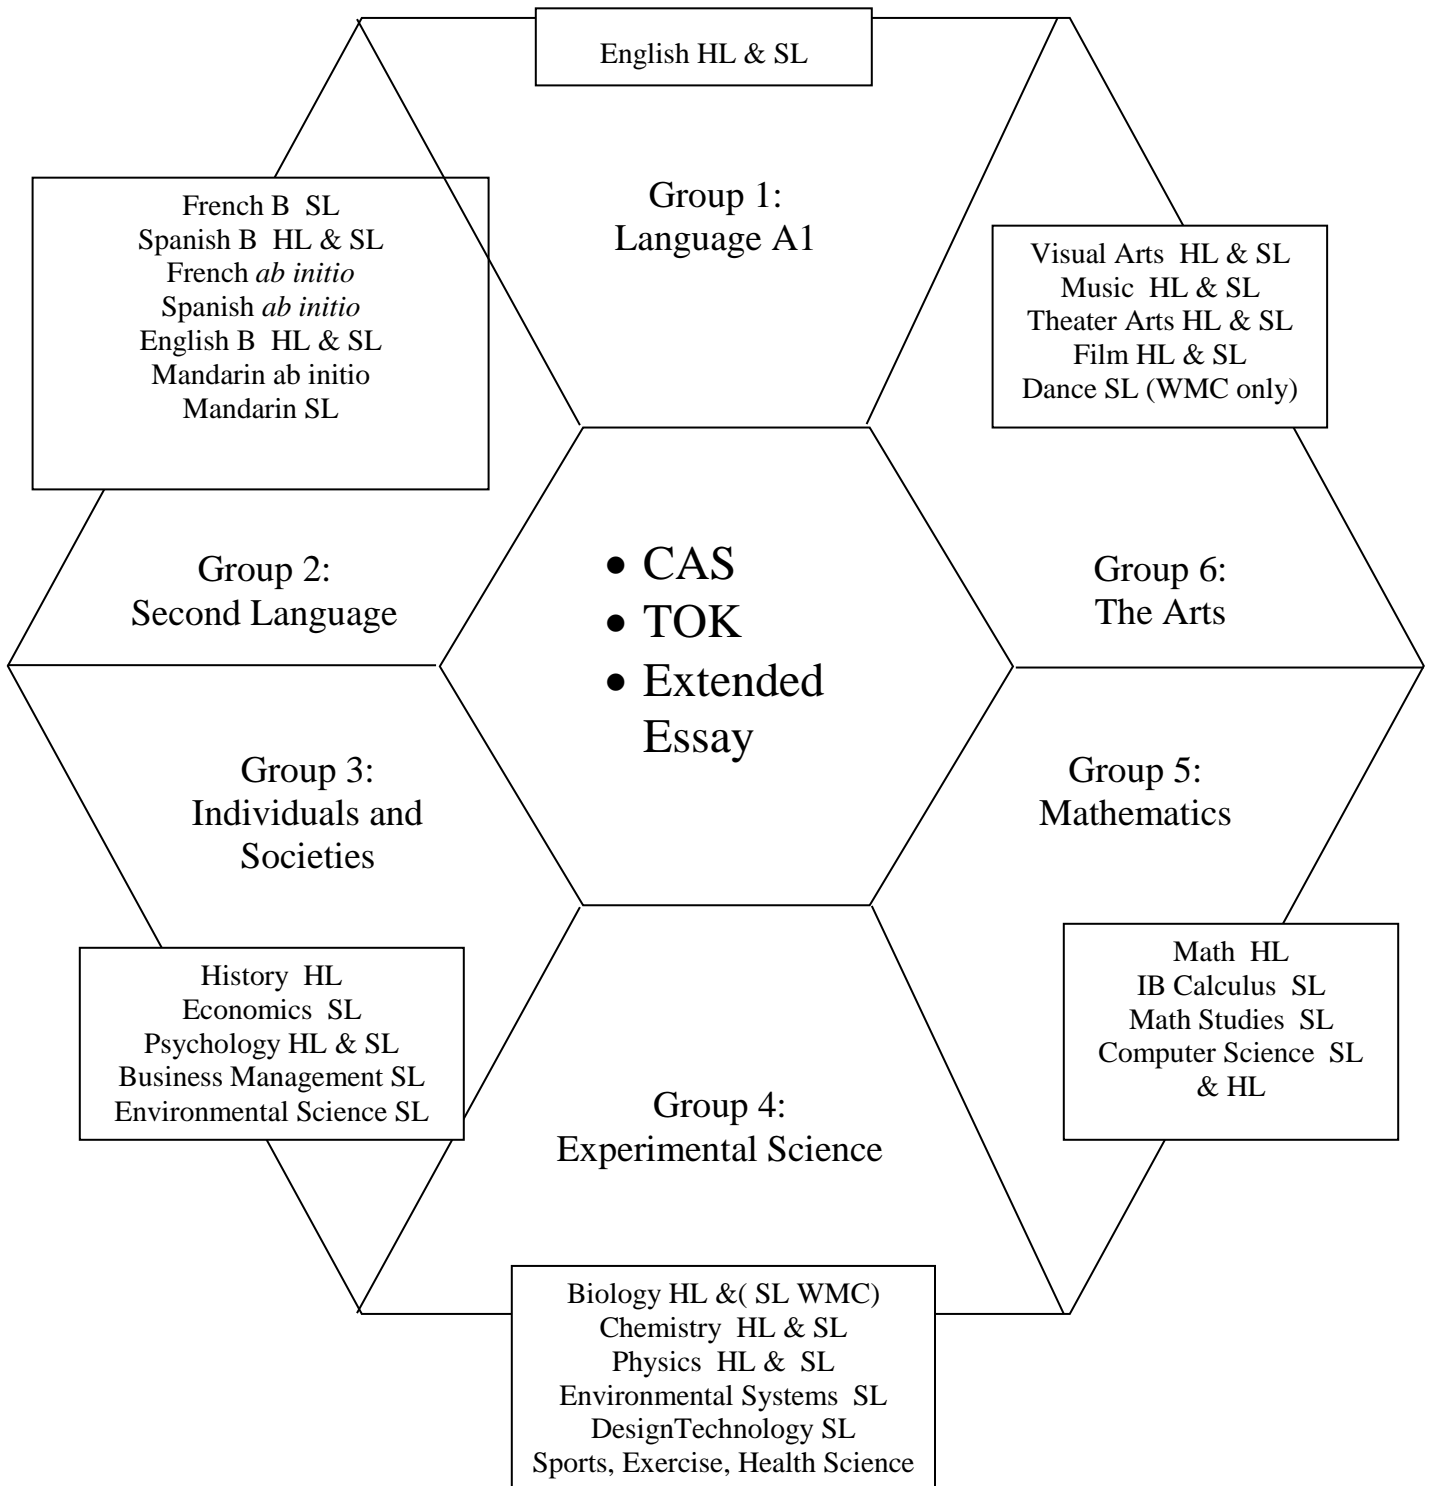 English HL & SL
Group 1:
Language A1
French B SL
Spanish B HL & SL
French ab initio
Spanish ab initio
English B HL & SL
Mandarin ab initio
Mandarin SL
Visual Arts HL & SL
Music HL & SL
Theater Arts HL & SL
Film HL & SL
Dance SL (WMC only)
Group 2:
Second Language
• CAS
• TOK
• Extended
Essay
Group 6:
The Arts
Group 3:
Individuals and
Societies
Group 5:
Mathematics
History HL
Economics SL
Psychology HL & SL
Business Management SL
Environmental Science SL
Group 4:
Experimental Science
Math HL
IB Calculus SL
Math Studies SL
Computer Science SL
& HL
Biology HL &( SL WMC)
Chemistry HL & SL
Physics HL & SL
Environmental Systems SL
DesignTechnology SL
Sports, Exercise, Health Science